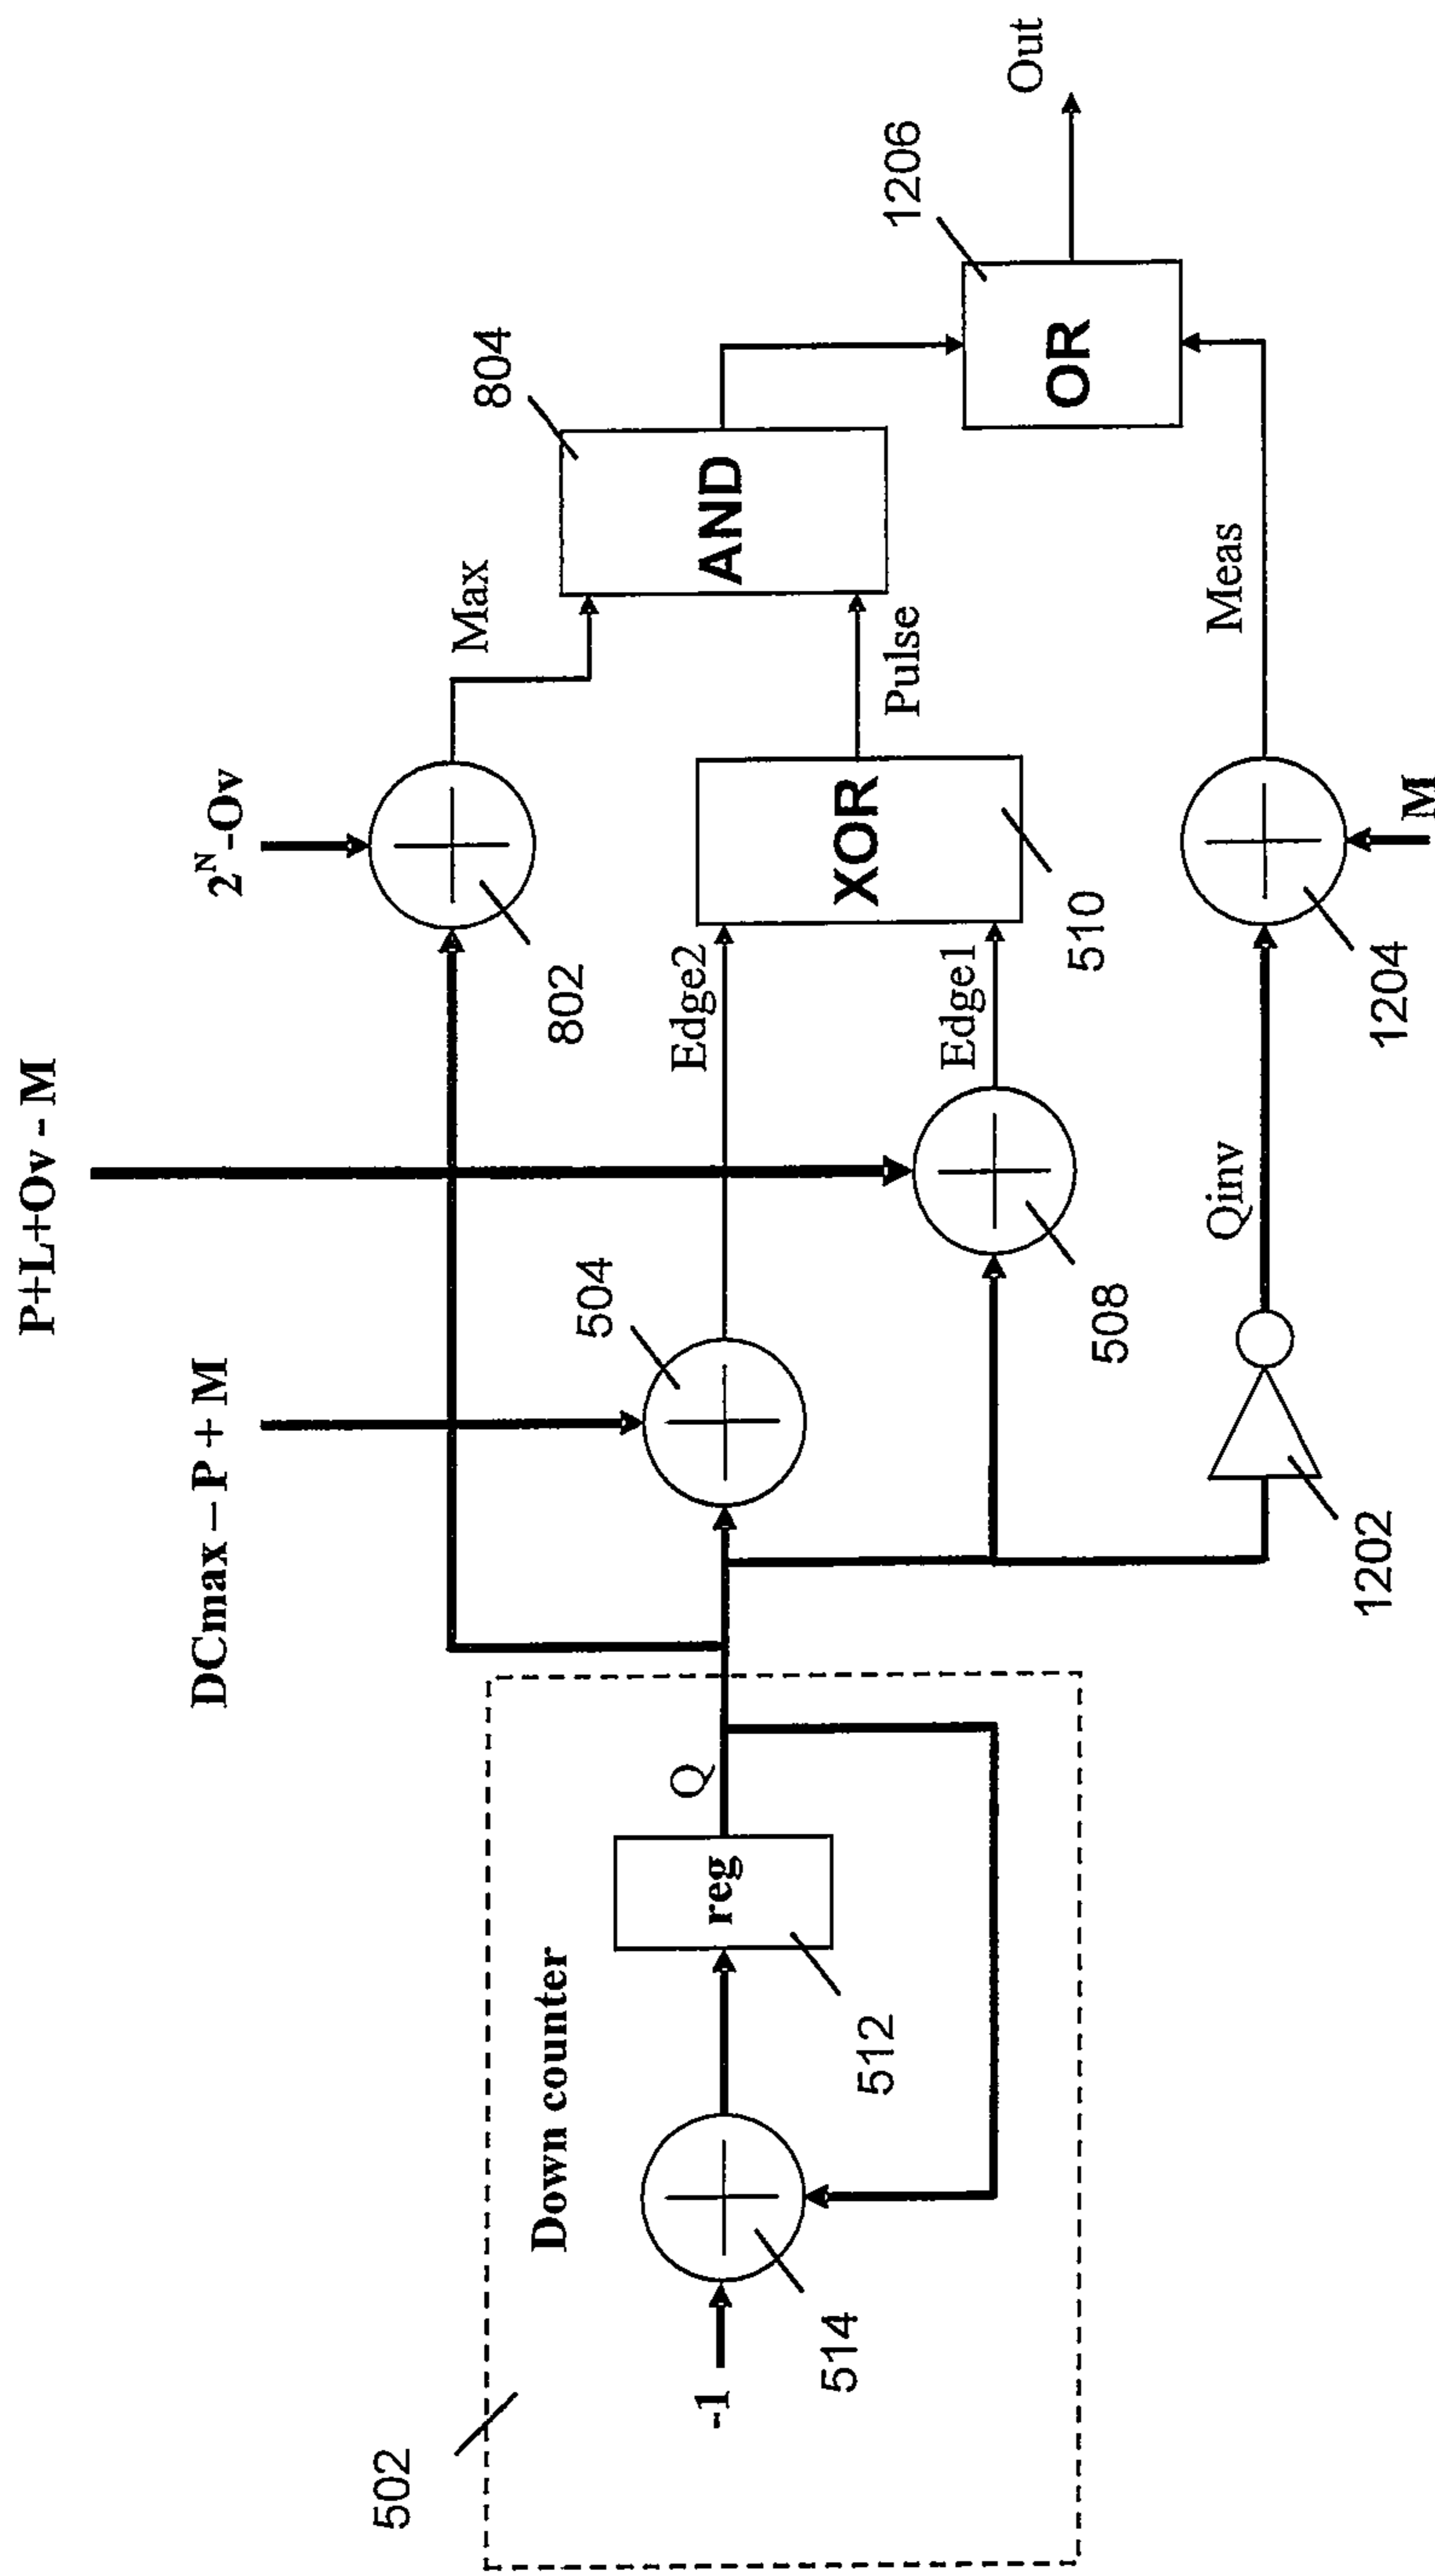 P+L+Ov - M
DCmax – P + M
2^N-Ov
Max
802
804
AND
504
Edge2
XOR
510
Pulse
Edge1
508
1206
OR
Out
502
Down counter
-1
514
reg
512
Q
1202
Qinv
1204
M
Meas